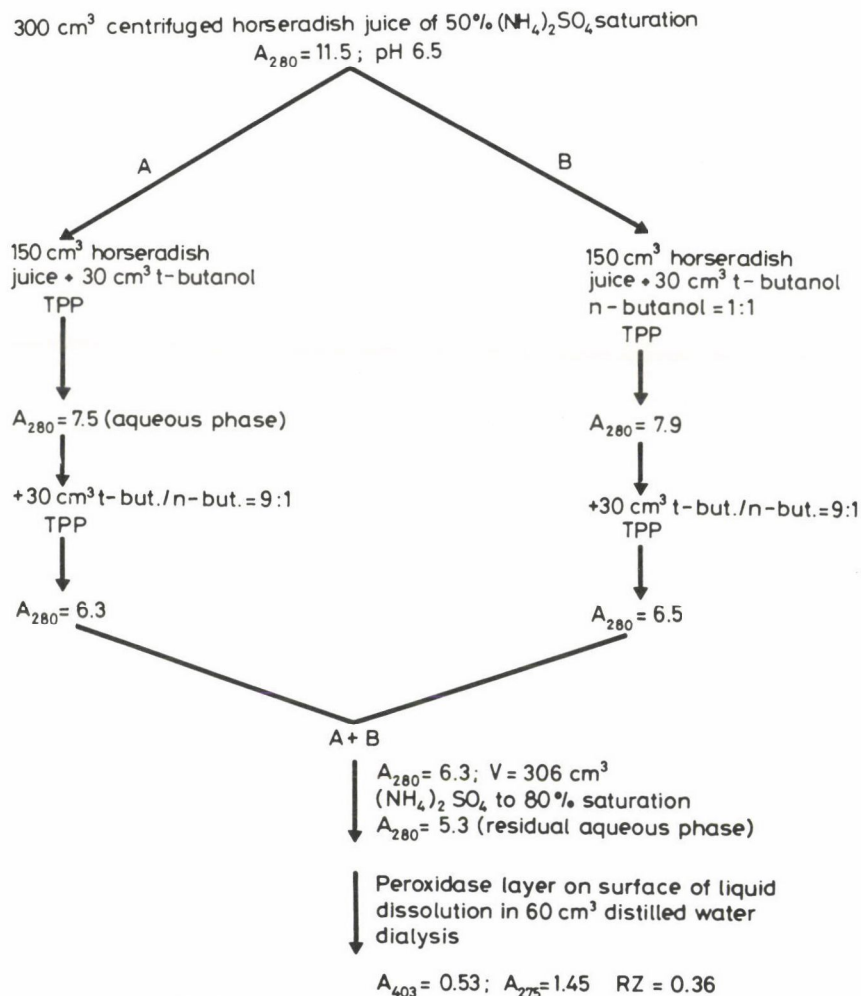 300 cm³ centrifuged horseradish juice of 50% (NH₄)₂SO₄ saturation
A₂₈₀ = 11.5 ; pH 6.5
A
B
150 cm³ horseradish
juice + 30 cm³ t-butanol
TPP
A₂₈₀ = 7.5 (aqueous phase)
+30 cm³ t-but./n-but. = 9:1
TPP
A₂₈₀ = 6.3
150 cm³ horseradish
juice + 30 cm³ t-butanol
n-butanol = 1:1
TPP
A₂₈₀ = 7.9
+30 cm³ t-but./n-but. = 9:1
TPP
A₂₈₀ = 6.5
A + B
A₂₈₀ = 6.3; V = 306 cm³
(NH₄)₂ SO₄ to 80% saturation
A₂₈₀ = 5.3 (residual aqueous phase)
Peroxidase layer on surface of liquid
dissolution in 60 cm³ distilled water
dialysis
A₄₀₃ = 0.53; A₂₇₅ = 1.45 RZ = 0.36